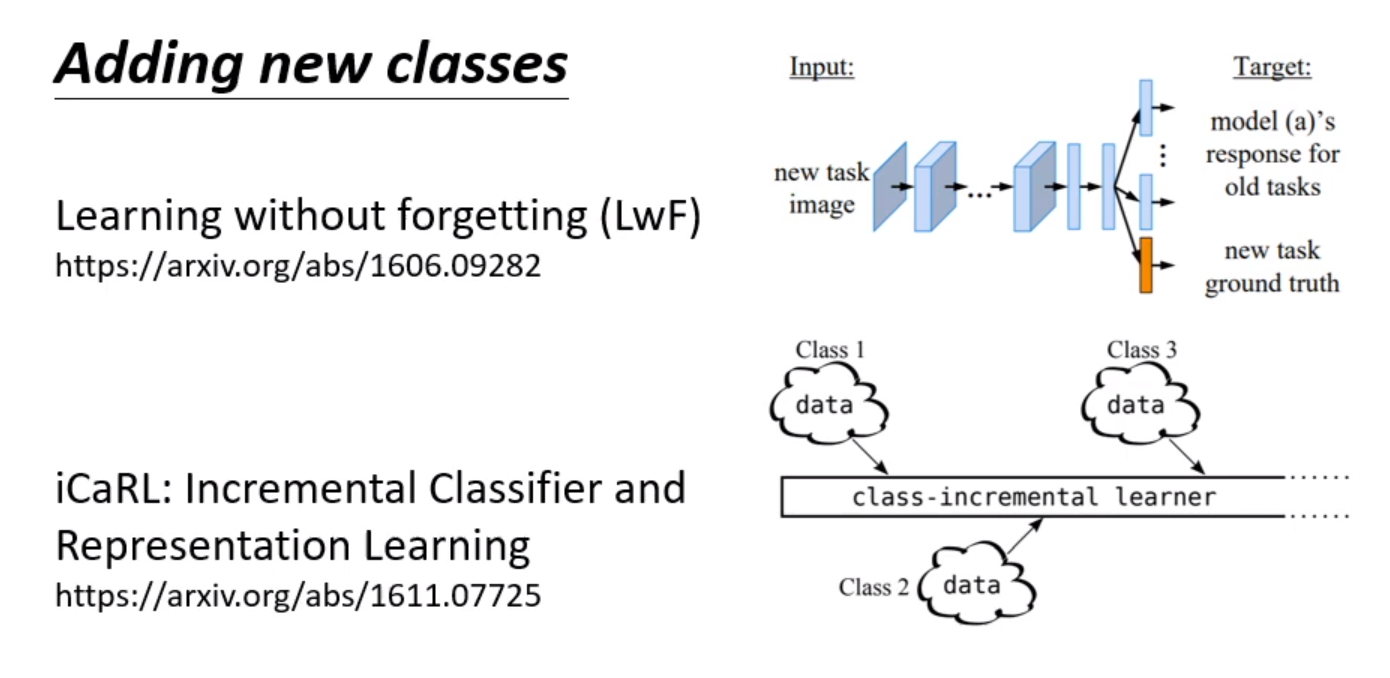 Adding new classes
Learning without forgetting (LwF)
https://arxiv.org/abs/1606.09282
Input:
Target:
new task
image
...
model (a)'s
response for
old tasks
new task
ground truth
iCaRL: Incremental Classifier and
Representation Learning
https://arxiv.org/abs/1611.07725
Class 1
data
Class 3
data
class-incremental learner
Class 2
data